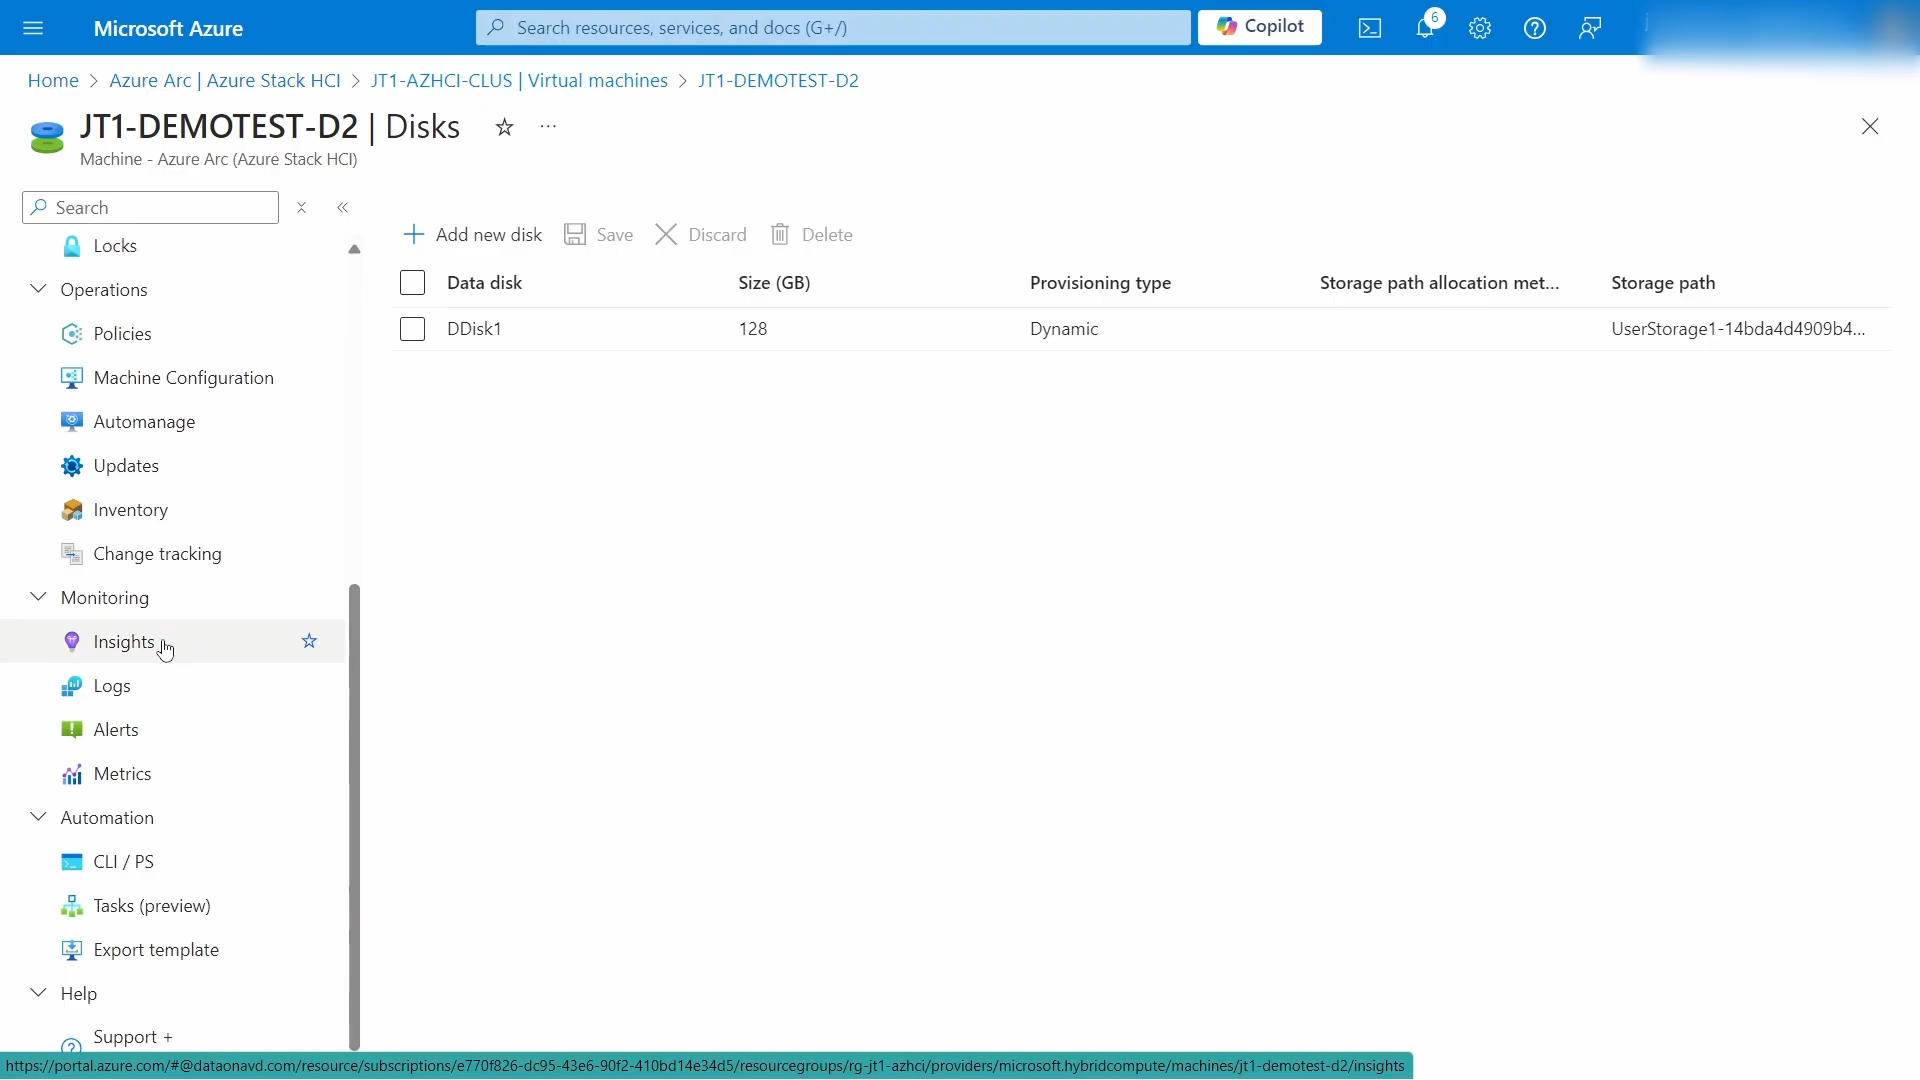 Microsoft Azure
Search resources, services, and docs (G+/)
Copilot
6
Home > Azure Arc | Azure Stack HCI > JT1-AZHCI-CLUS | Virtual machines > JT1-DEMOTEST-D2
JT1-DEMOTEST-D2 | Disks
Machine - Azure Arc (Azure Stack HCI)
Search
Add new disk
Save
Discard
Delete
Data disk
Size (GB)
Provisioning type
Storage path allocation met...
Storage path
DDisk1
128
Dynamic
UserStorage1-14bda4d4909b4...
Locks
Operations
Policies
Machine Configuration
Automanage
Updates
Inventory
Change tracking
Monitoring
Insights
Logs
Alerts
Metrics
Automation
CLI / PS
Tasks (preview)
Export template
Help
Support +
https://portal.azure.com/#@dataonavd.com/resource/subscriptions/e770f826-dc95-43e6-90f2-410bd14e34d5/resourcegroups/rg-jt1-azhci/providers/microsoft.hybridcompute/machines/jt1-demotest-d2/insights